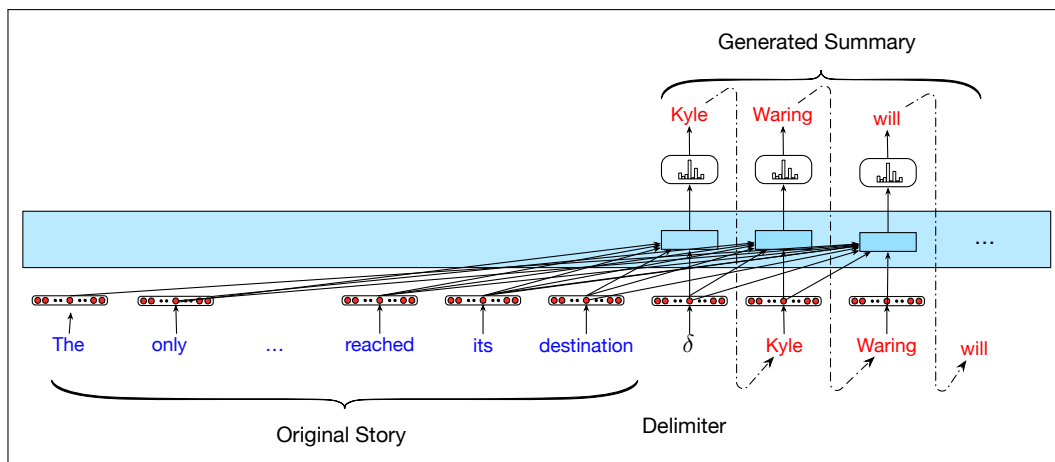 Generated Summary
Kyle Waring will
…
The only … reached its destination δ Kyle Waring will
Original Story
Delimiter